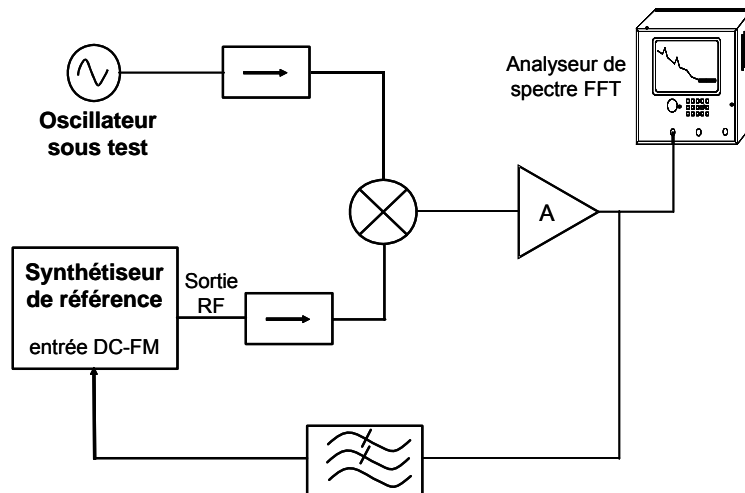 Analyseur de
spectre FFT
Oscillateur
sous test
A
Synthétiseur
de référence
entrée DC-FM
Sortie
RF